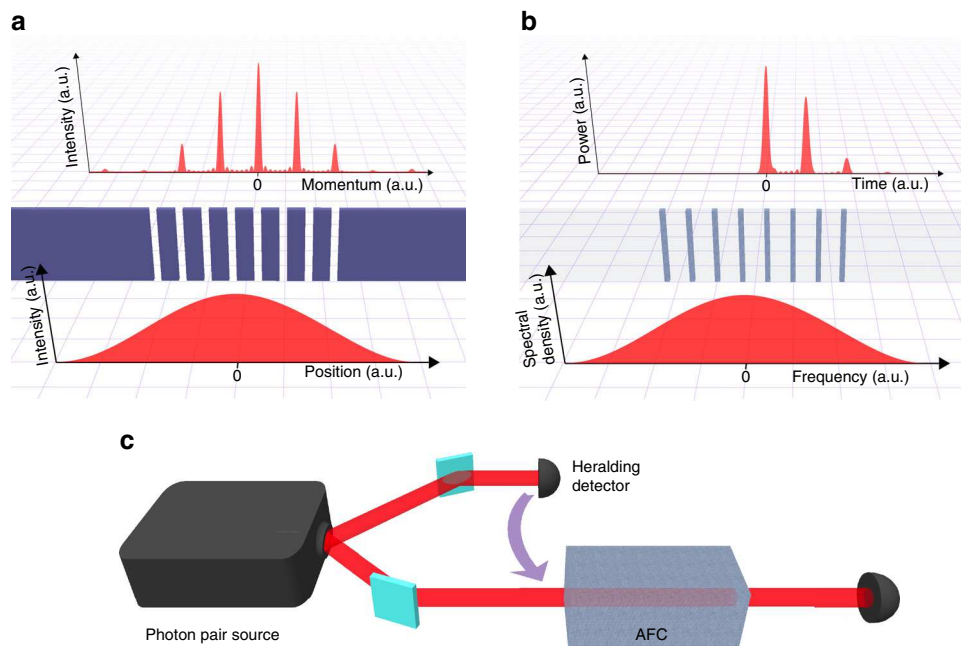 a
Intensity (a.u.)
0
Momentum (a.u.)
Intensity (a.u.)
0
Position (a.u.)
b
Power (a.u.)
0
Time (a.u.)
Spectral
density (a.u.)
0
Frequency (a.u.)
c
Heralding
detector
Photon pair source
AFC